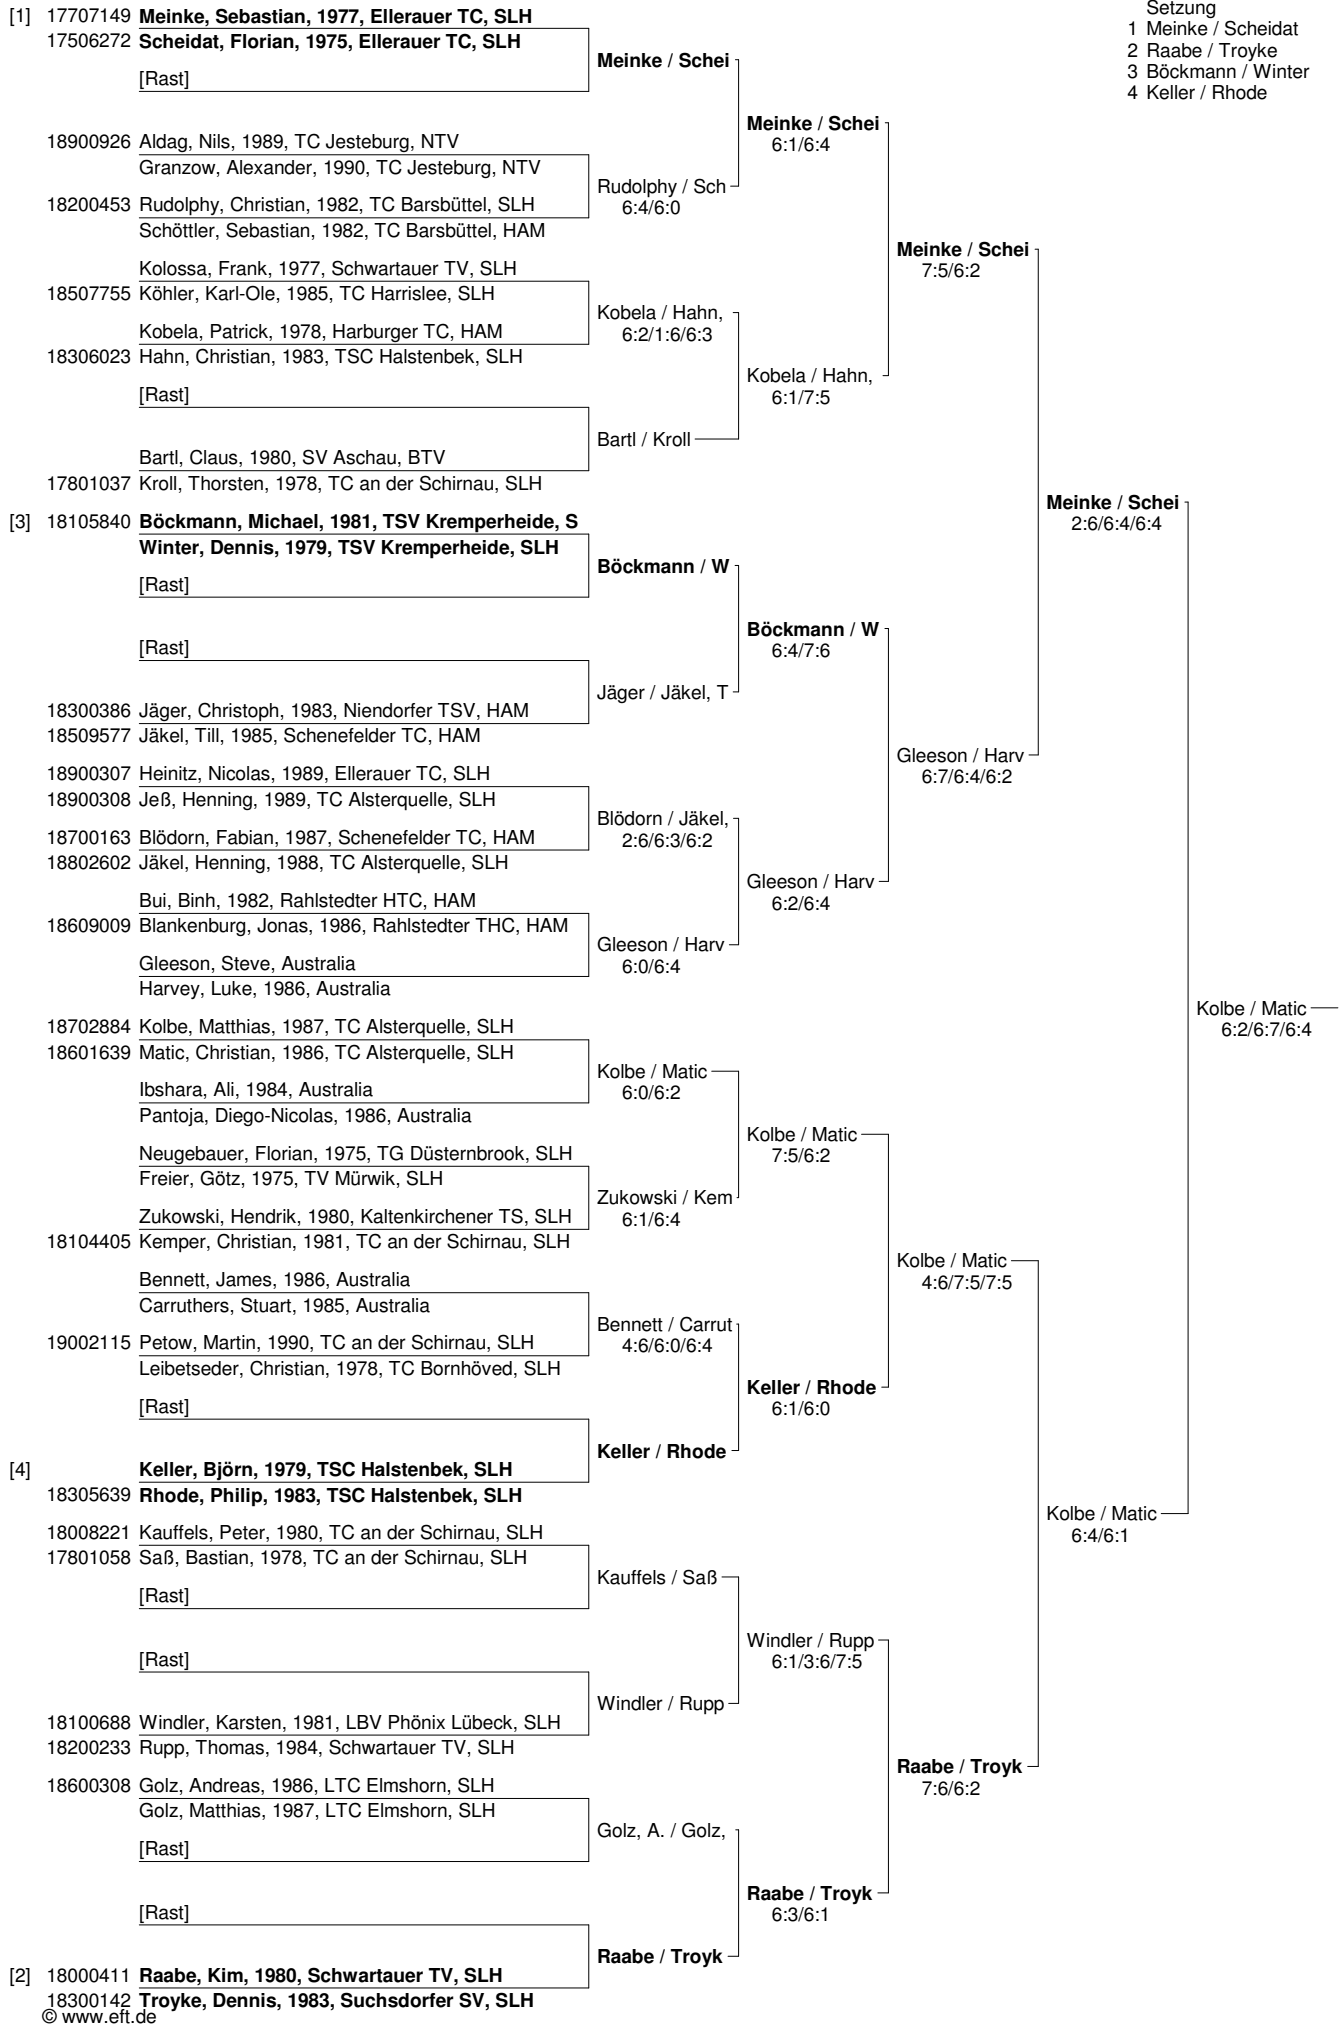 Setzung
1 Meinke / Scheidat
2 Raabe / Troyke
3 Böckmann / Winter
4 Keller / Rhode
[1] 17707149 Meinke, Sebastian, 1977, Ellerauer TC, SLH
17506272 Scheidat, Florian, 1975, Ellerauer TC, SLH
Meinke / Schei
[Rast]
Meinke / Schei
6:1/6:4
18900926 Aldag, Nils, 1989, TC Jesteburg, NTV
Granzow, Alexander, 1990, TC Jesteburg, NTV
Rudolphy / Sch
6:4/6:0
18200453 Rudolphy, Christian, 1982, TC Barsbüttel, SLH
Schöttler, Sebastian, 1982, TC Barsbüttel, HAM
Meinke / Schei
7:5/6:2
Kolossa, Frank, 1977, Schwartauer TV, SLH
18507755 Köhler, Karl-Ole, 1985, TC Harrislee, SLH
Kobela / Hahn,
6:2/1:6/6:3
Kobela, Patrick, 1978, Harburger TC, HAM
18306023 Hahn, Christian, 1983, TSC Halstenbek, SLH
Kobela / Hahn,
6:1/7:5
[Rast]
Bartl / Kroll
Bartl, Claus, 1980, SV Aschau, BTV
17801037 Kroll, Thorsten, 1978, TC an der Schirnau, SLH
Meinke / Schei
2:6/6:4/6:4
[3] 18105840 Böckmann, Michael, 1981, TSV Kremperheide, S
Winter, Dennis, 1979, TSV Kremperheide, SLH
Böckmann / W
[Rast]
Böckmann / W
6:4/7:6
[Rast]
Jäger / Jäkel, T
18300386 Jäger, Christoph, 1983, Niendorfer TSV, HAM
18509577 Jäkel, Till, 1985, Schenefelder TC, HAM
Gleeson / Harv
6:7/6:4/6:2
18900307 Heinitz, Nicolas, 1989, Ellerauer TC, SLH
18900308 Jeß, Henning, 1989, TC Alsterquelle, SLH
Blödorn / Jäkel,
2:6/6:3/6:2
18700163 Blödorn, Fabian, 1987, Schenefelder TC, HAM
18802602 Jäkel, Henning, 1988, TC Alsterquelle, SLH
Gleeson / Harv
6:2/6:4
Bui, Binh, 1982, Rahlstedter HTC, HAM
18609009 Blankenburg, Jonas, 1986, Rahlstedter THC, HAM
Gleeson / Harv
6:0/6:4
Gleeson, Steve, Australia
Harvey, Luke, 1986, Australia
Kolbe / Matic
6:2/6:7/6:4
18702884 Kolbe, Matthias, 1987, TC Alsterquelle, SLH
18601639 Matic, Christian, 1986, TC Alsterquelle, SLH
Kolbe / Matic
6:0/6:2
Ibshara, Ali, 1984, Australia
Pantoja, Diego-Nicolas, 1986, Australia
Kolbe / Matic
7:5/6:2
Neugebauer, Florian, 1975, TG Düsternbrook, SLH
Freier, Götz, 1975, TV Mürwik, SLH
Zukowski / Kem
6:1/6:4
Zukowski, Hendrik, 1980, Kaltenkirchener TS, SLH
18104405 Kemper, Christian, 1981, TC an der Schirnau, SLH
Kolbe / Matic
4:6/7:5/7:5
Bennett, James, 1986, Australia
Carruthers, Stuart, 1985, Australia
Bennett / Carrut
4:6/6:0/6:4
19002115 Petow, Martin, 1990, TC an der Schirnau, SLH
Leibetseder, Christian, 1978, TC Bornhöved, SLH
Keller / Rhode
6:1/6:0
[Rast]
Keller / Rhode
[4] Keller, Björn, 1979, TSC Halstenbek, SLH
18305639 Rhode, Philip, 1983, TSC Halstenbek, SLH
Kolbe / Matic
6:4/6:1
18008221 Kauffels, Peter, 1980, TC an der Schirnau, SLH
17801058 Saß, Bastian, 1978, TC an der Schirnau, SLH
Kauffels / Saß
[Rast]
Windler / Rupp
6:1/3:6/7:5
[Rast]
Windler / Rupp
18100688 Windler, Karsten, 1981, LBV Phönix Lübeck, SLH
18200233 Rupp, Thomas, 1984, Schwartauer TV, SLH
Raabe / Troyk
7:6/6:2
18600308 Golz, Andreas, 1986, LTC Elmshorn, SLH
Golz, Matthias, 1987, LTC Elmshorn, SLH
Golz, A. / Golz,
[Rast]
Raabe / Troyk
6:3/6:1
[Rast]
Raabe / Troyk
[2] 18000411 Raabe, Kim, 1980, Schwartauer TV, SLH
18300142 Troyke, Dennis, 1983, Suchsdorfer SV, SLH
© www.eft.de